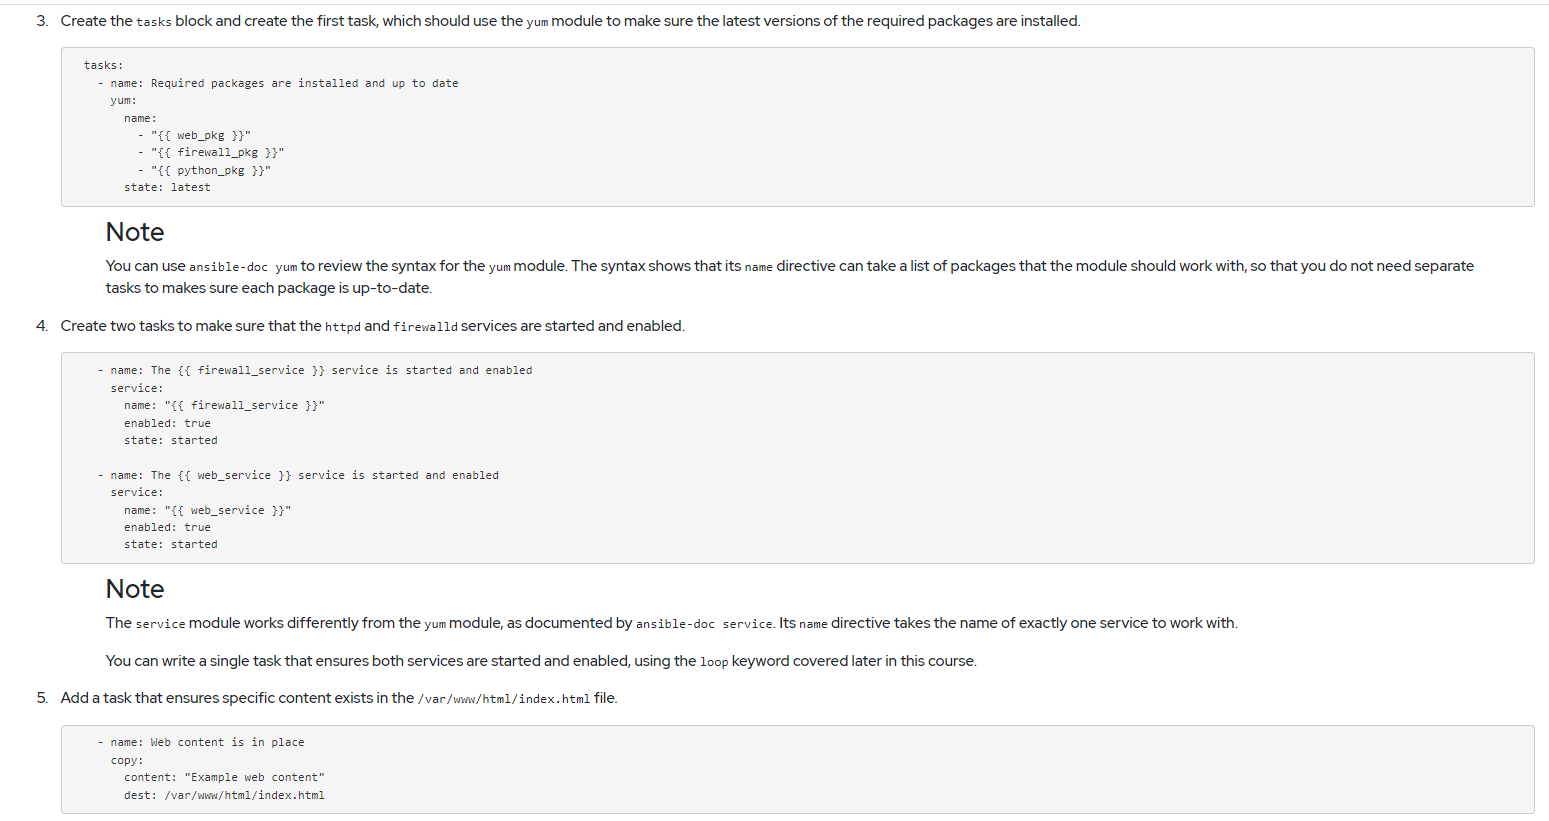 3. Create the tasks block and create the first task, which should use the yum module to make sure the latest versions of the required packages are installed.
tasks:
  - name: Required packages are installed and up to date
    yum:
      name:
        - "{{ web_pkg }}"
        - "{{ firewall_pkg }}"
        - "{{ python_pkg }}"
      state: latest
Note
You can use ansible-doc yum to review the syntax for the yum module. The syntax shows that its name directive can take a list of packages that the module should work with, so that you do not need separate
tasks to makes sure each package is up-to-date.
4. Create two tasks to make sure that the httpd and firewalld services are started and enabled.
  - name: The {{ firewall_service }} service is started and enabled
    service:
      name: "{{ firewall_service }}"
      enabled: true
      state: started
  - name: The {{ web_service }} service is started and enabled
    service:
      name: "{{ web_service }}"
      enabled: true
      state: started
Note
The service module works differently from the yum module, as documented by ansible-doc service. Its name directive takes the name of exactly one service to work with.
You can write a single task that ensures both services are started and enabled, using the loop keyword covered later in this course.
5. Add a task that ensures specific content exists in the /var/www/html/index.html file.
  - name: Web content is in place
    copy:
      content: "Example web content"
      dest: /var/www/html/index.html